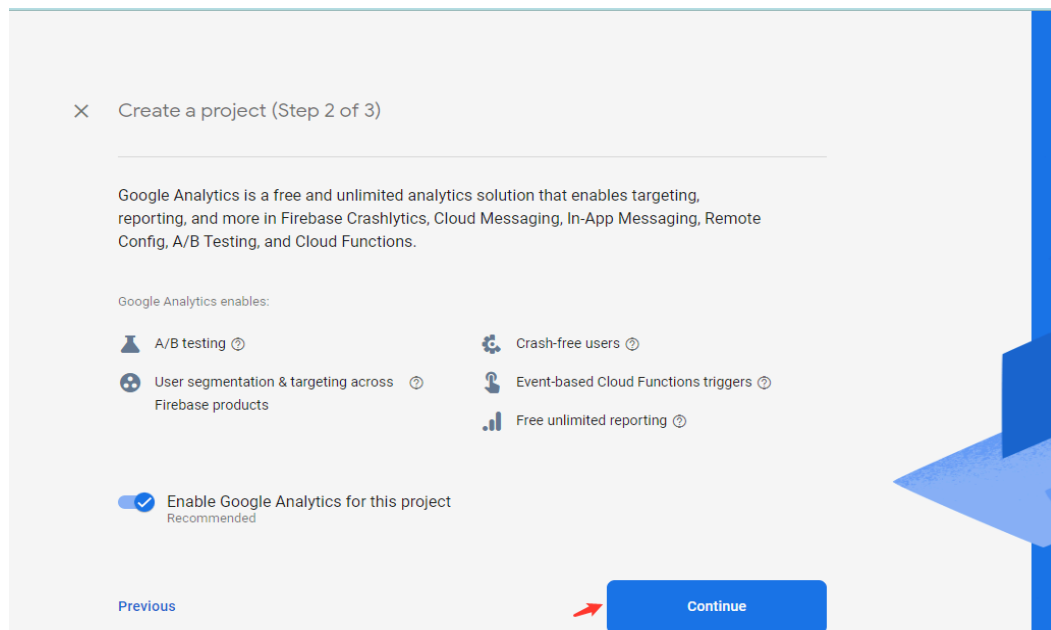 Create a project (Step 2 of 3)
Google Analytics is a free and unlimited analytics solution that enables targeting,
reporting, and more in Firebase Crashlytics, Cloud Messaging, In-App Messaging, Remote
Config, A/B Testing, and Cloud Functions.
Google Analytics enables:
A/B testing
User segmentation & targeting across
Firebase products
Crash-free users
Event-based Cloud Functions triggers
Free unlimited reporting
Enable Google Analytics for this project
Recommended
Previous
Continue